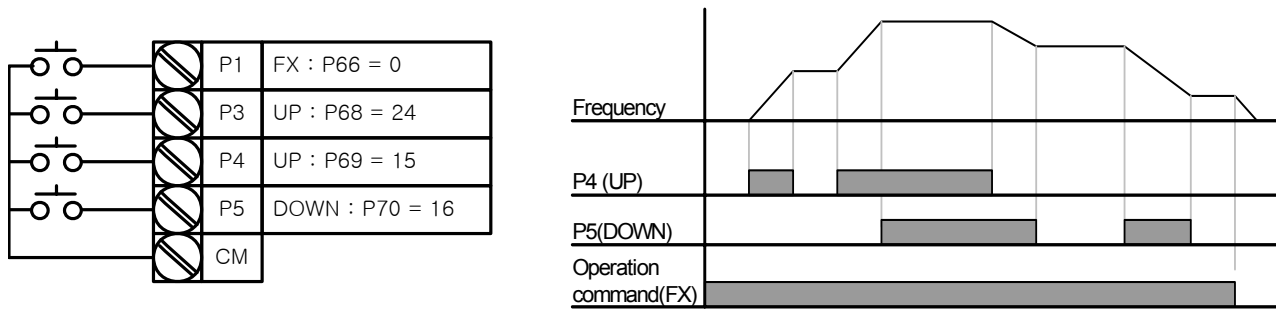 P1 FX : P66 = 0
P3 UP : P68 = 24
P4 UP : P69 = 15
P5 DOWN : P70 = 16
CM
Frequency
P4 (UP)
P5(DOWN)
Operation
command(FX)